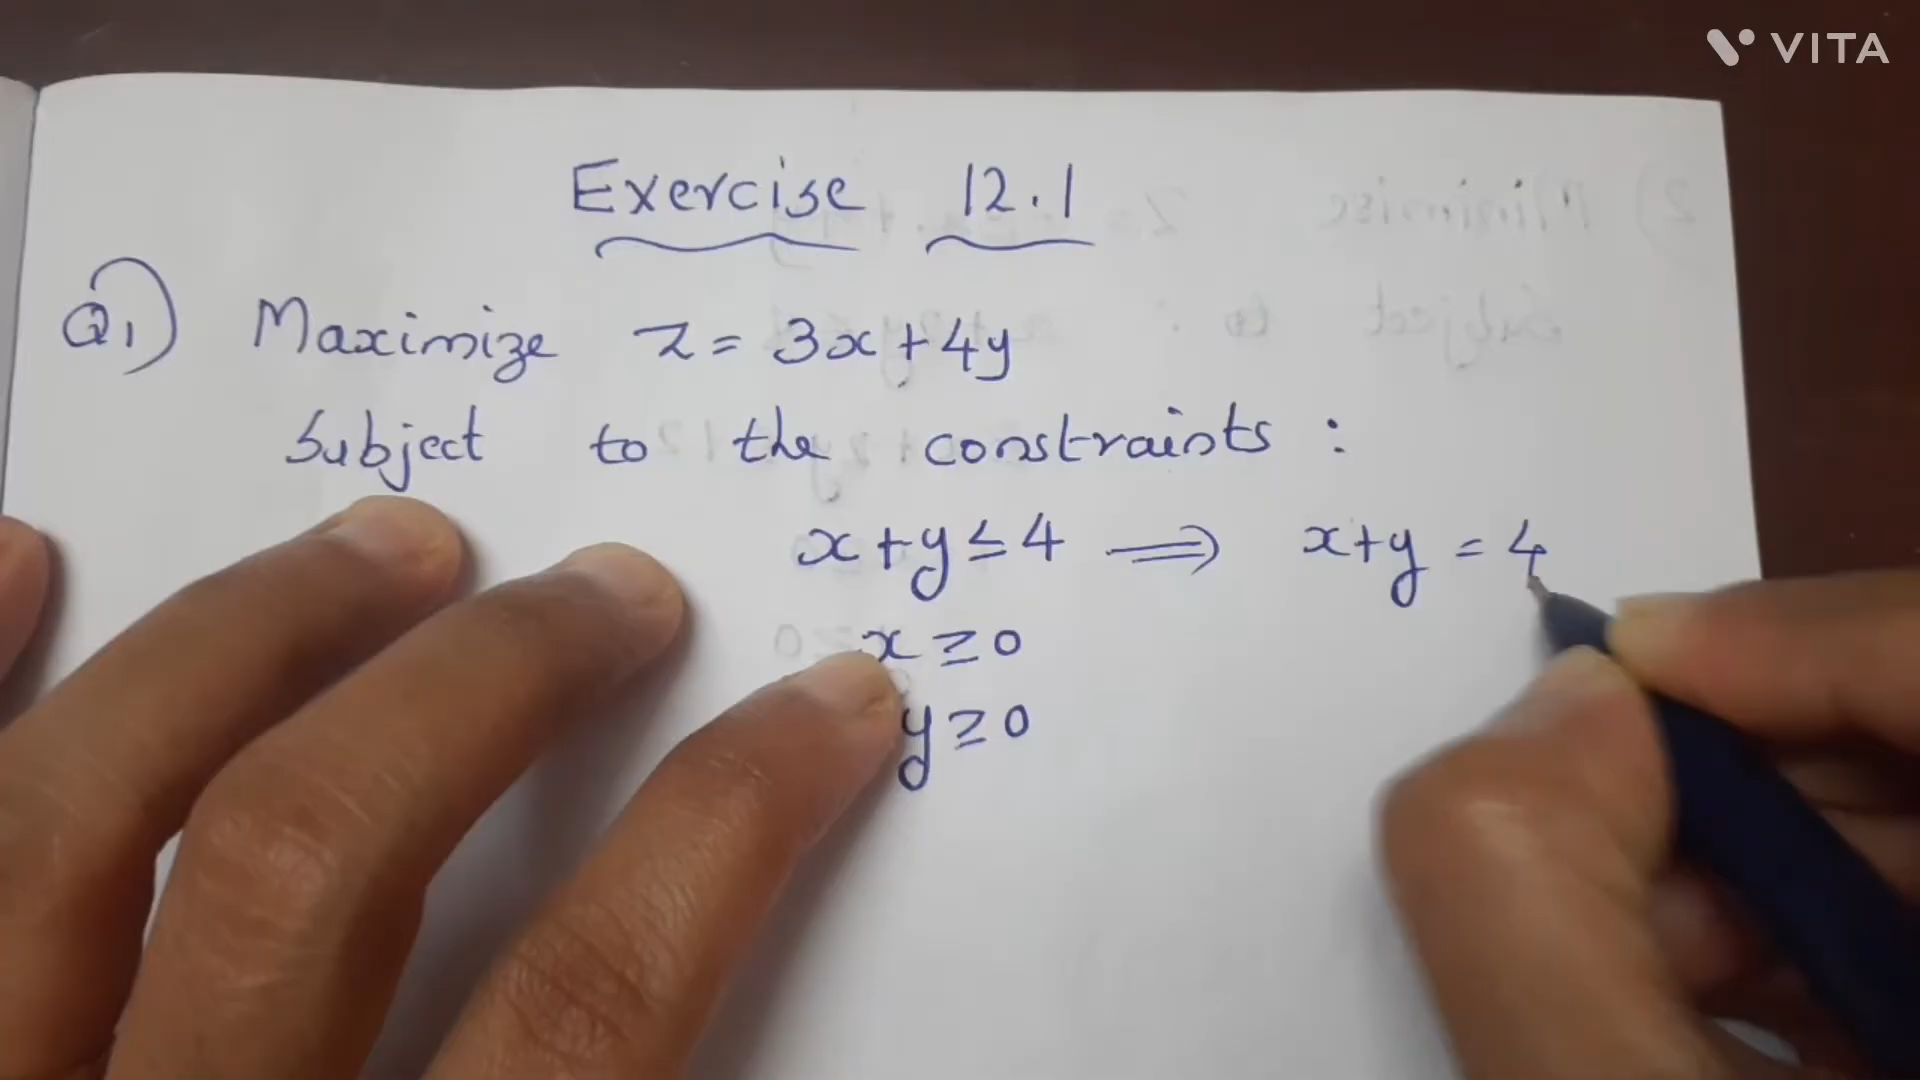 VITA
Exercise 12.1
Q1) Maximize Z = 3x+4y
Subject to the constraints :
x+y≤4 ⟹ x+y = 4
x ≥ 0
y ≥ 0